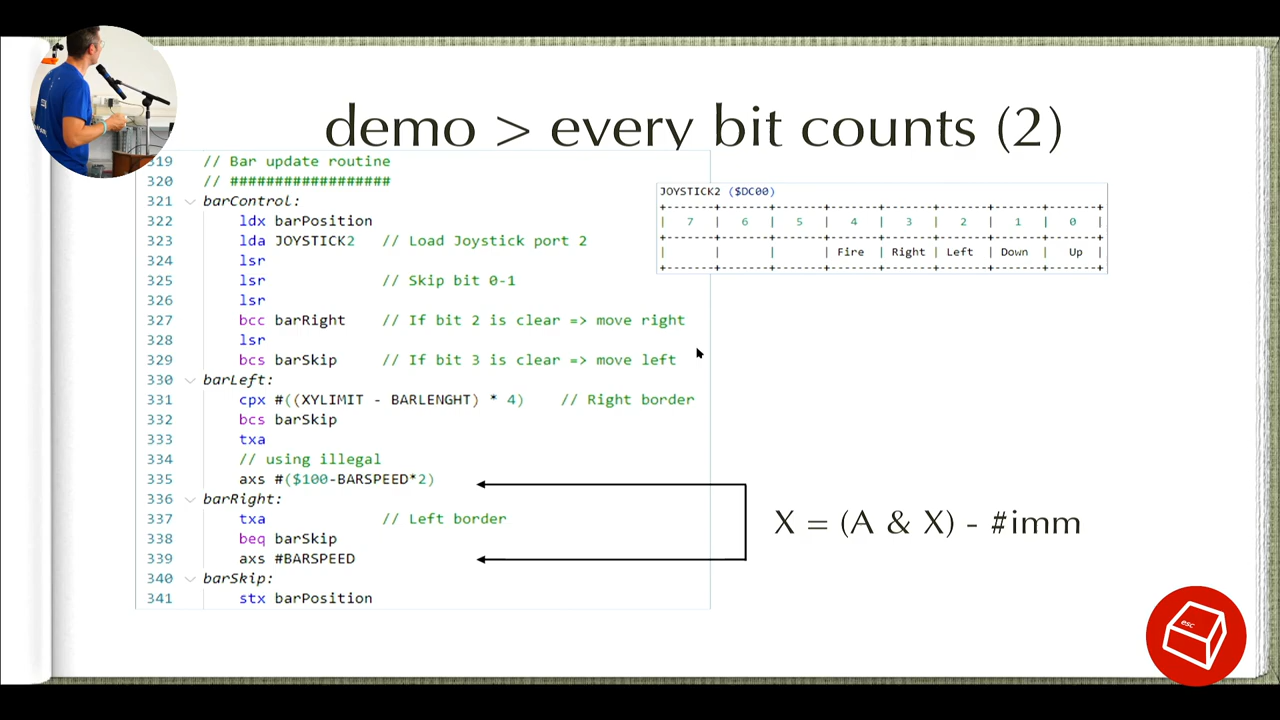 demo > every bit counts (2)
319 // Bar update routine
320 // ##################
321 barControl:
322 ldx barPosition
323 lda JOYSTICK2 // Load Joystick port 2
324 lsr
325 lsr // Skip bit 0-1
326 lsr
327 bcc barRight // If bit 2 is clear => move right
328 lsr
329 bcs barSkip // If bit 3 is clear => move left
330 barLeft:
331 cpx #((XYLIMIT - BARLENGHT) * 4) // Right border
332 bcs barSkip
333 txa
334 // using illegal
335 axs #($100-BARSPEED*2)
336 barRight:
337 txa // Left border
338 beq barSkip
339 axs #BARSPEED
340 barSkip:
341 stx barPosition
JOYSTICK2 ($DC00)
| 7 | 6 | 5 | 4 | 3 | 2 | 1 | 0 |
| | | | Fire | Right | Left | Down | Up |
X = (A & X) - #imm
esc